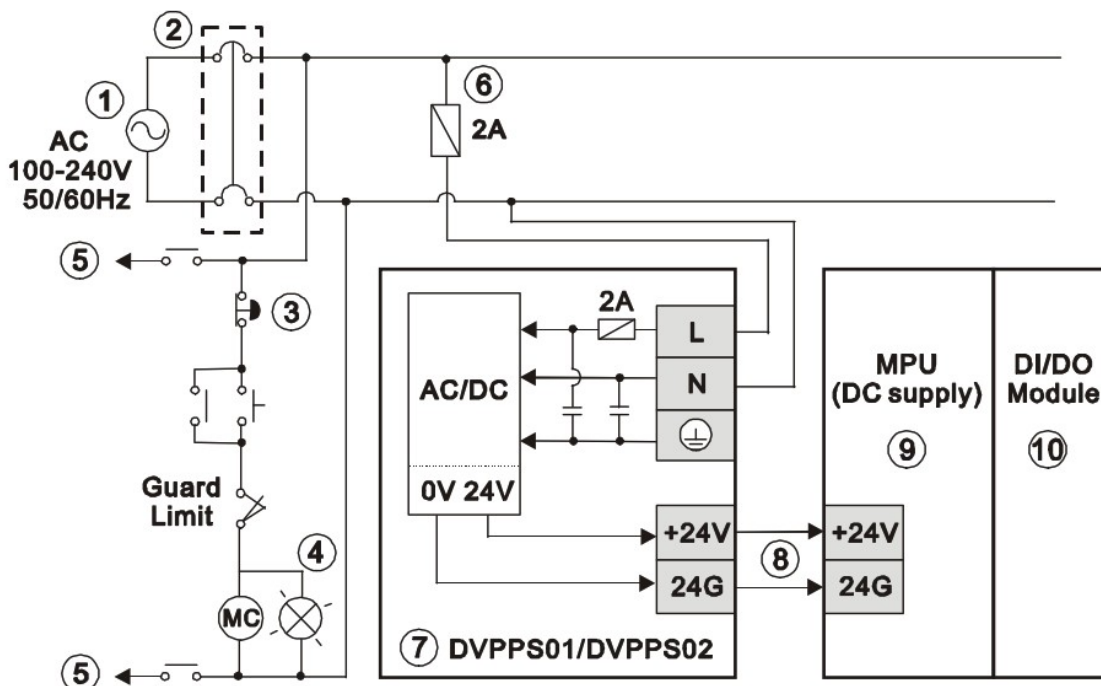 ②
①
AC
100-240V
50/60Hz
⑥
2A
⑤
③
Guard
Limit
④
MC
⑤
2A
L
N
AC/DC
0V 24V
+24V
24G
⑧
+24V
24G
⑦ DVPPS01/DVPPS02
MPU
(DC supply)
⑨
DI/DO
Module
⑩